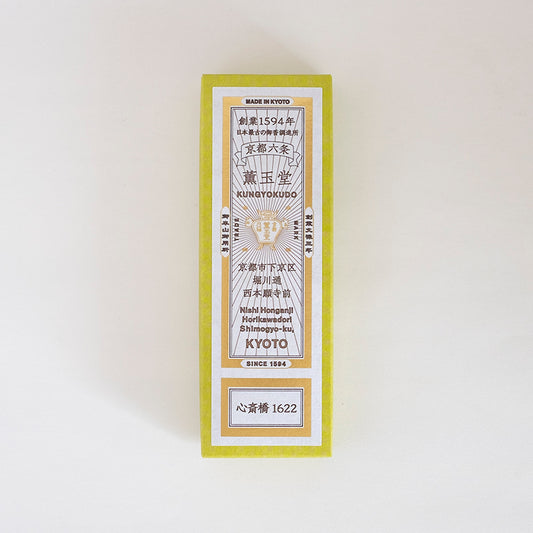 MADE IN KYOTO
創業1594年
日本最古の御香調進所
京都六条
薫玉堂
KUNGYOKUDO
TRADE
MARK
京都市下京区
堀川通
西本願寺前
Nishi Honganji
Horikawadori
Shimogyo-ku,
KYOTO
SINCE 1594
心斎橋 1622